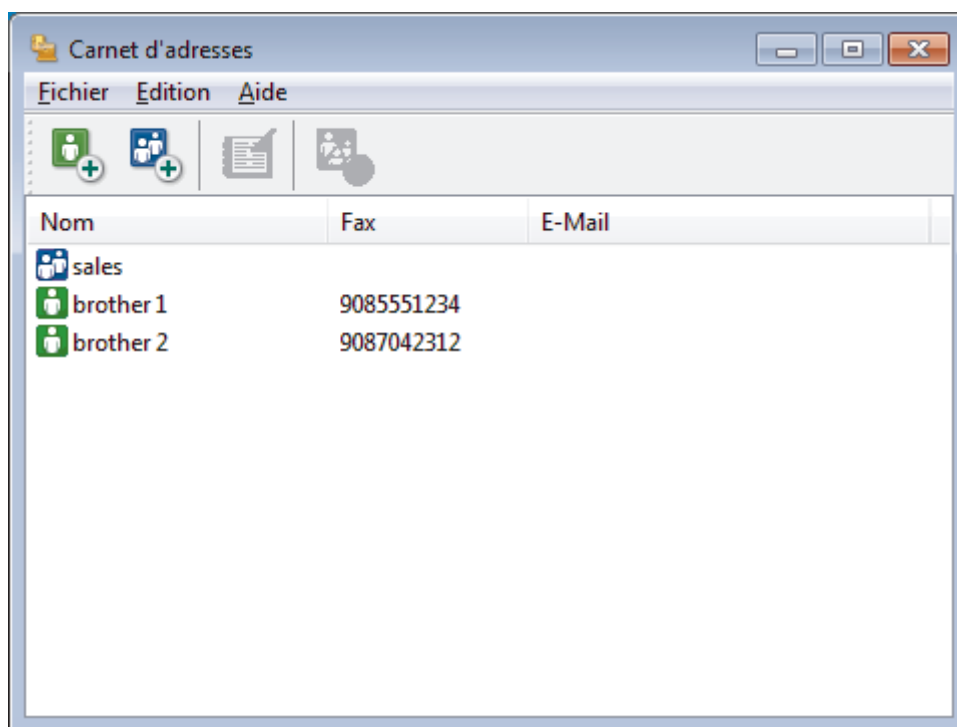 Carnet d'adresses
Fichier Edition Aide
Nom Fax E-Mail
sales
brother 1 9085551234
brother 2 9087042312